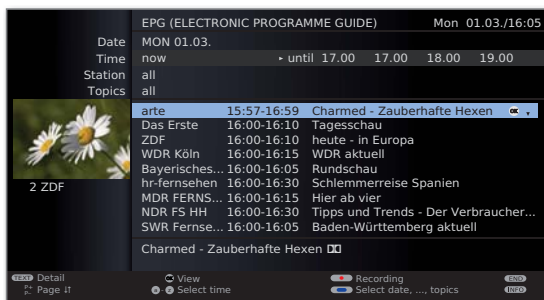 EPG (ELECTRONIC PROGRAMME GUIDE) Mon 01.03./16:05
Date MON 01.03.
Time now ▸ until 17.00 17.00 18.00 19.00
Station all
Topics all
arte 15:57-16:59 Charmed - Zauberhafte Hexen OK
Das Erste 16:00-16:10 Tagesschau
ZDF 16:00-16:10 heute - in Europa
WDR Köln 16:00-16:15 WDR aktuell
Bayerisches... 16:00-16:05 Rundschau
hr-fernsehen 16:00-16:30 Schlemmerreise Spanien
MDR FERNS... 16:00-16:15 Hier ab vier
NDR FS HH 16:00-16:30 Tipps und Trends - Der Verbraucher...
SWR Fernse... 16:00-16:05 Baden-Württemberg aktuell
2 ZDF
Charmed - Zauberhafte Hexen
TEXT Detail OK View Recording END
P+ P- Page ↓↑ Select time Select date, ..., topics INFO